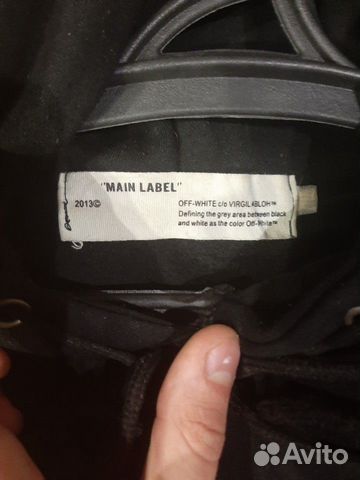 "MAIN LABEL"
2013©
OFF-WHITE c/o VIRGIL ABLOH™
Defining the grey area between black
and white as the color Off-White™
Avito